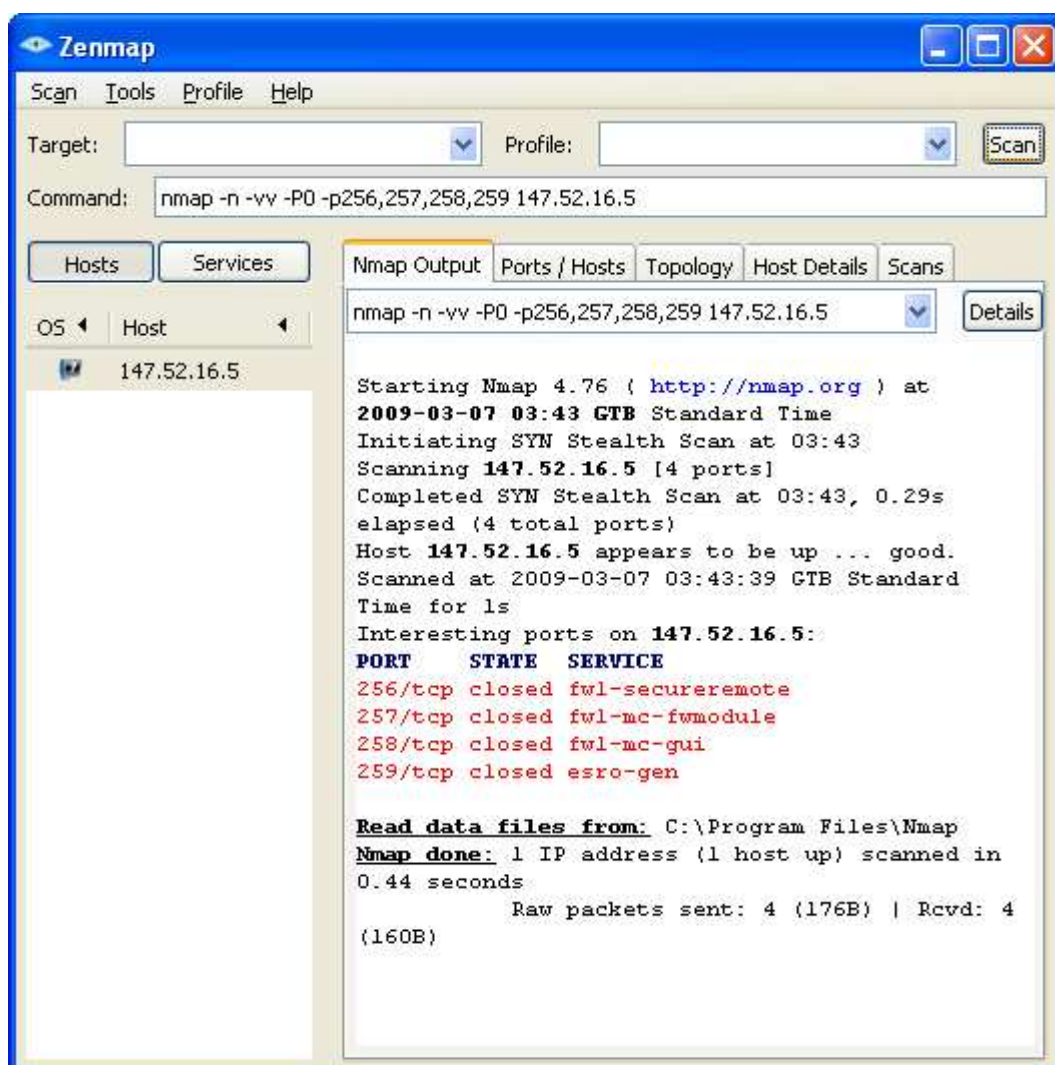 Zenmap
Scan Tools Profile Help
Target: Profile: Scan
Command: nmap -n -vv -P0 -p256,257,258,259 147.52.16.5
Hosts Services
Nmap Output Ports / Hosts Topology Host Details Scans
nmap -n -vv -P0 -p256,257,258,259 147.52.16.5 Details
OS Host
147.52.16.5
Starting Nmap 4.76 ( http://nmap.org ) at
2009-03-07 03:43 GTB Standard Time
Initiating SYN Stealth Scan at 03:43
Scanning 147.52.16.5 [4 ports]
Completed SYN Stealth Scan at 03:43, 0.29s
elapsed (4 total ports)
Host 147.52.16.5 appears to be up ... good.
Scanned at 2009-03-07 03:43:39 GTB Standard
Time for 1s
Interesting ports on 147.52.16.5:
PORT STATE SERVICE
256/tcp closed fw1-secureremote
257/tcp closed fw1-mc-fwmodule
258/tcp closed fw1-mc-gui
259/tcp closed esro-gen
Read data files from: C:\Program Files\Nmap
Nmap done: 1 IP address (1 host up) scanned in
0.44 seconds
Raw packets sent: 4 (176B) | Rcvd: 4
(160B)